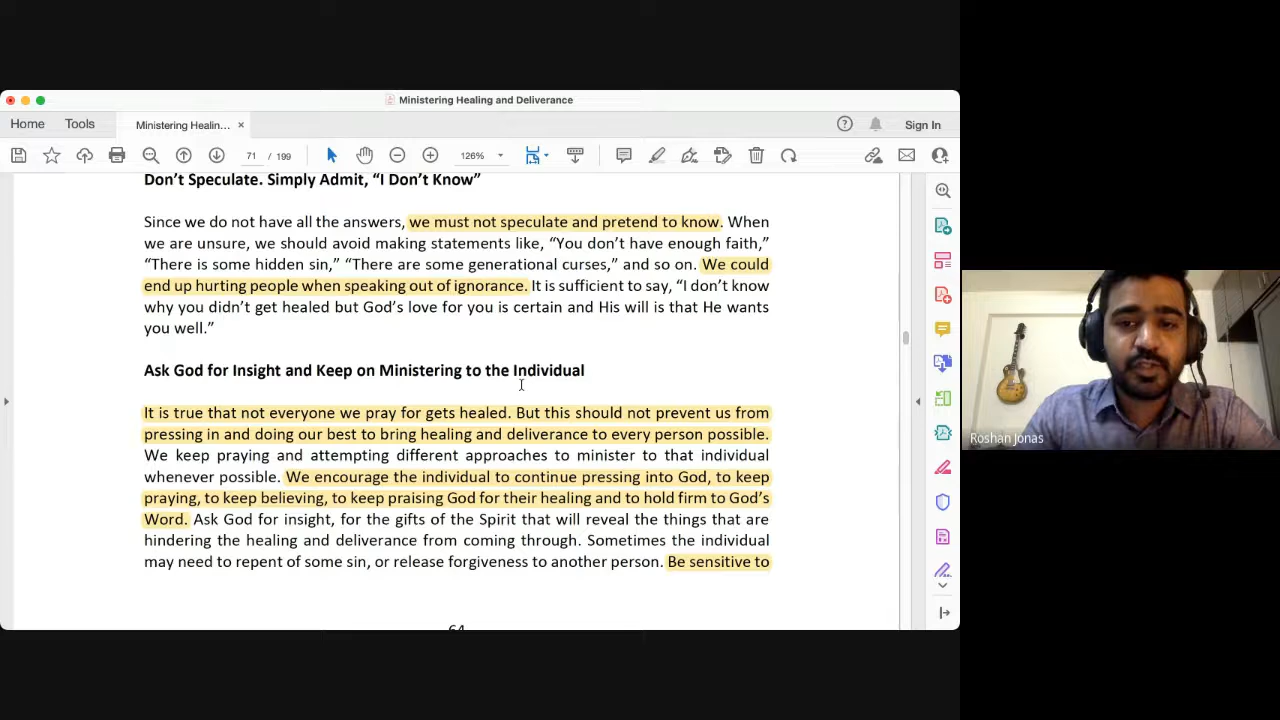 Ministering Healing and Deliverance
Home
Tools
Ministering Healin...
Sign In
71 / 199
126%
Don’t Speculate. Simply Admit, “I Don’t Know”
Since we do not have all the answers, we must not speculate and pretend to know. When
we are unsure, we should avoid making statements like, “You don’t have enough faith,”
“There is some hidden sin,” “There are some generational curses,” and so on. We could
end up hurting people when speaking out of ignorance. It is sufficient to say, “I don’t know
why you didn’t get healed but God’s love for you is certain and His will is that He wants
you well.”
Ask God for Insight and Keep on Ministering to the Individual
It is true that not everyone we pray for gets healed. But this should not prevent us from
pressing in and doing our best to bring healing and deliverance to every person possible.
We keep praying and attempting different approaches to minister to that individual
whenever possible. We encourage the individual to continue pressing into God, to keep
praying, to keep believing, to keep praising God for their healing and to hold firm to God’s
Word. Ask God for insight, for the gifts of the Spirit that will reveal the things that are
hindering the healing and deliverance from coming through. Sometimes the individual
may need to repent of some sin, or release forgiveness to another person. Be sensitive to
64
Roshan Jonas